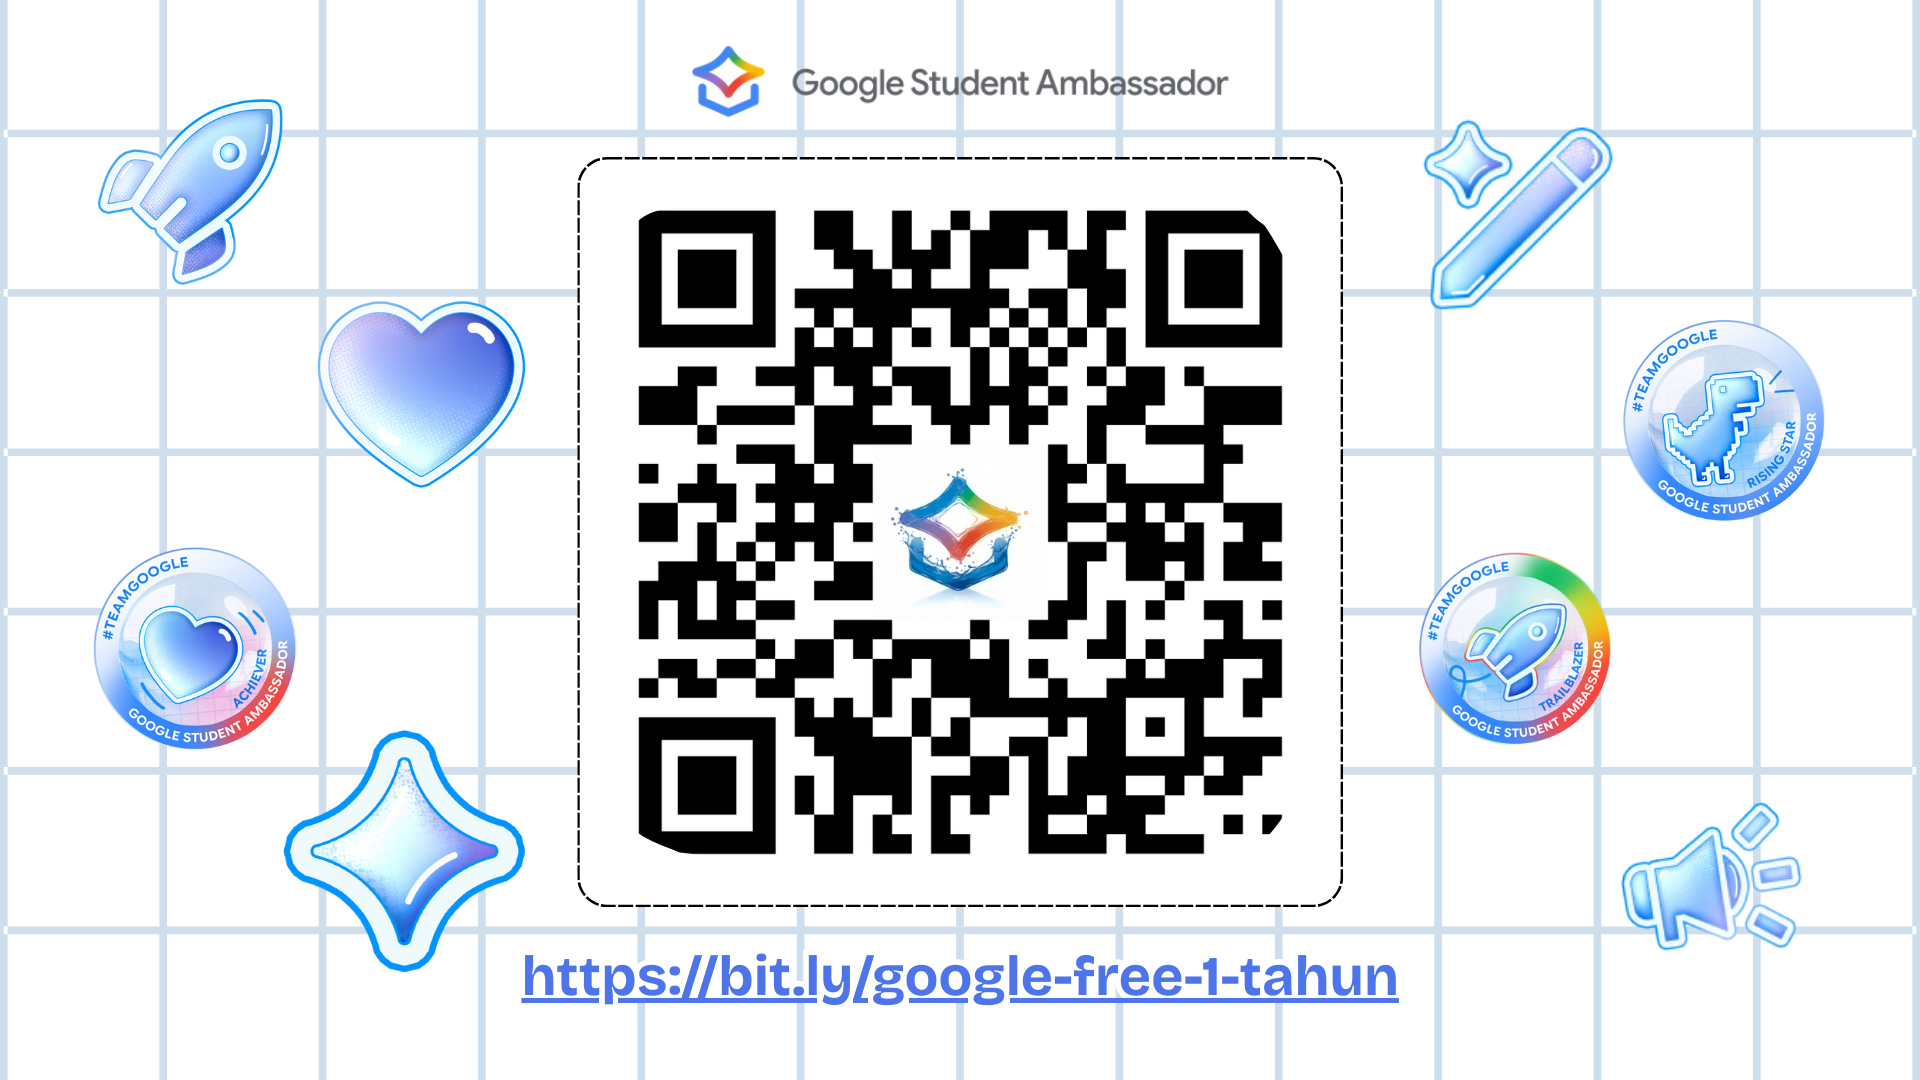 Google Student Ambassador
#TEAMGOOGLE
RISING STAR
GOOGLE STUDENT AMBASSADOR
#TEAMGOOGLE
ACHIEVER
GOOGLE STUDENT AMBASSADOR
#TEAMGOOGLE
TRAILBLAZER
GOOGLE STUDENT AMBASSADOR
https://bit.ly/google-free-1-tahun